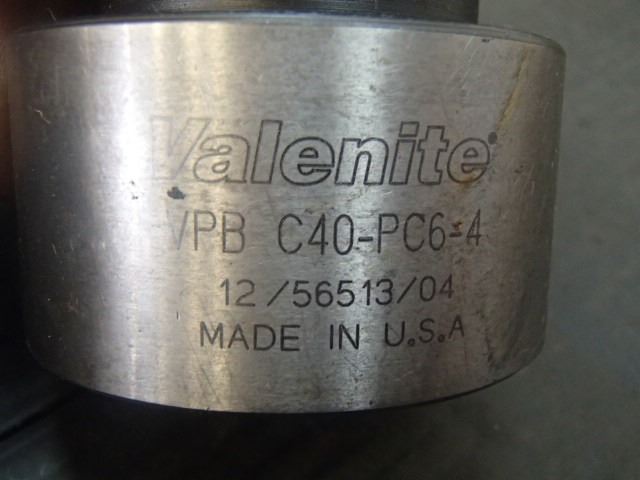 Valenite®
VPB C40-PC6-4
12/56513/04
MADE IN U.S.A